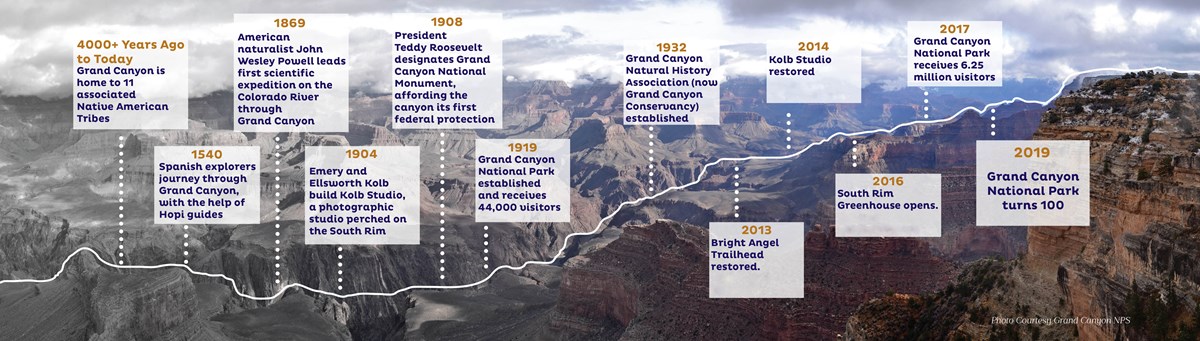 4000+ Years Ago
to Today
Grand Canyon is
home to 11
associated
Native American
Tribes
1540
Spanish explorers
journey through
Grand Canyon,
with the help of
Hopi guides
1869
American
naturalist John
Wesley Powell leads
first scientific
expedition on the
Colorado River
through
Grand Canyon
1904
Emery and
Ellsworth Kolb
build Kolb Studio,
a photographic
studio perched on
the South Rim
1908
President
Teddy Roosevelt
designates Grand
Canyon National
Monument,
affording the
canyon its first
federal protection
1919
Grand Canyon
National Park
established
and receives
44,000 visitors
1932
Grand Canyon
Natural History
Association (now
Grand Canyon
Conservancy)
established
2013
Bright Angel
Trailhead
restored.
2014
Kolb Studio
restored
2016
South Rim
Greenhouse opens.
2017
Grand Canyon
National Park
receives 6.25
million visitors
2019
Grand Canyon
National Park
turns 100
Photo Courtesy Grand Canyon NPS